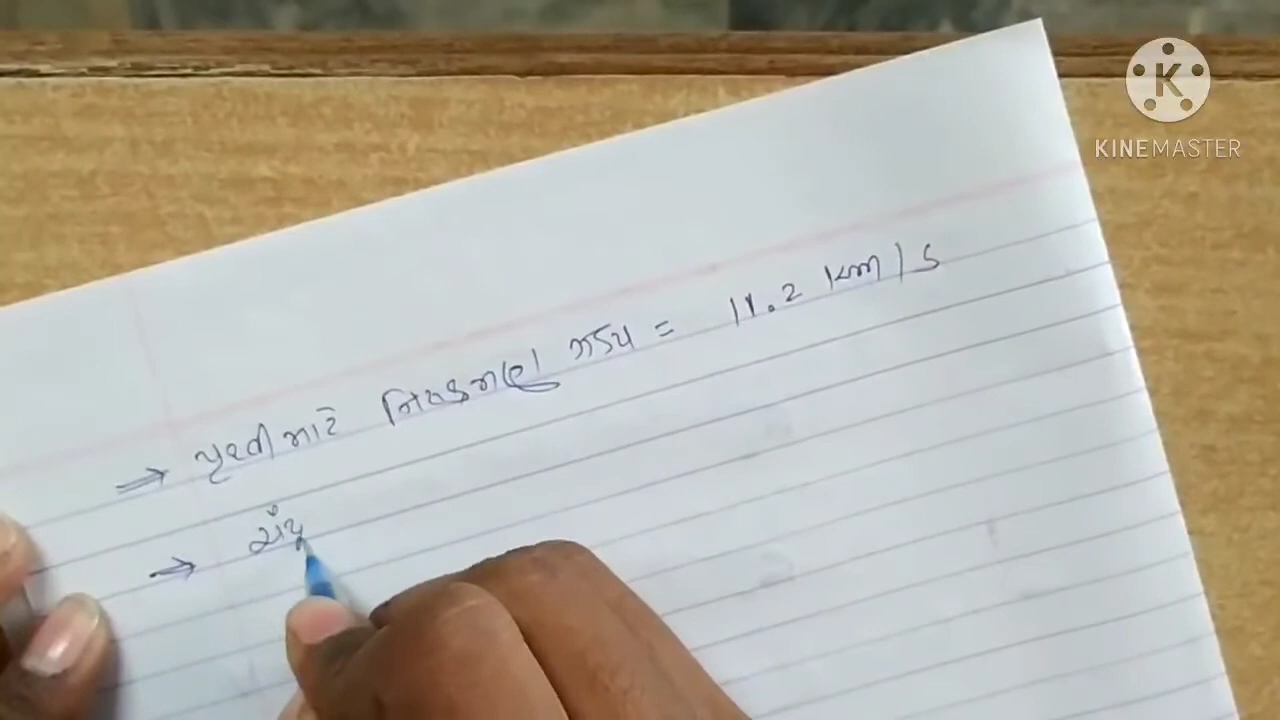 K
KINEMASTER
⇒ પૃથ્વી માટે નિષ્ક્રમણ ઝડપ = 11.2 km/s
→ ચંદ્ર